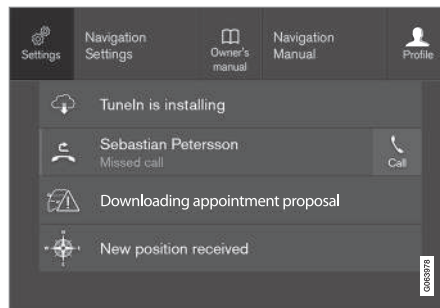 Settings
Navigation
Settings
Owner's
manual
Navigation
Manual
Profile
TuneIn is installing
Sebastian Petersson
Missed call
Call
Downloading appointment proposal
New position received
G063978